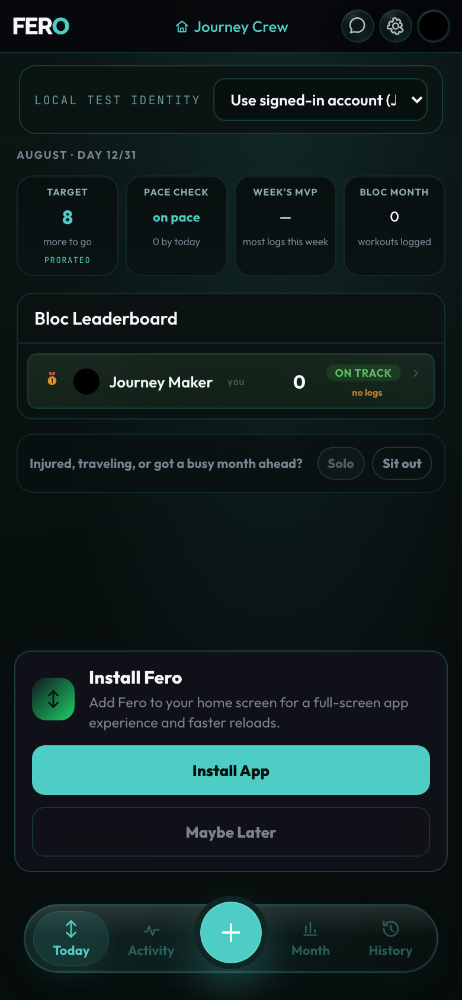 FERO
Journey Crew
LOCAL TEST IDENTITY
Use signed-in account (J
AUGUST · DAY 12/31
TARGET
8
more to go
PRORATED
PACE CHECK
on pace
0 by today
WEEK'S MVP
—
most logs this week
BLOC MONTH
0
workouts logged
Bloc Leaderboard
1
Journey Maker
you
0
ON TRACK
no logs
Injured, traveling, or got a busy month ahead?
Solo
Sit out
Install Fero
Add Fero to your home screen for a full-screen app
experience and faster reloads.
Install App
Maybe Later
Today
Activity
Month
History